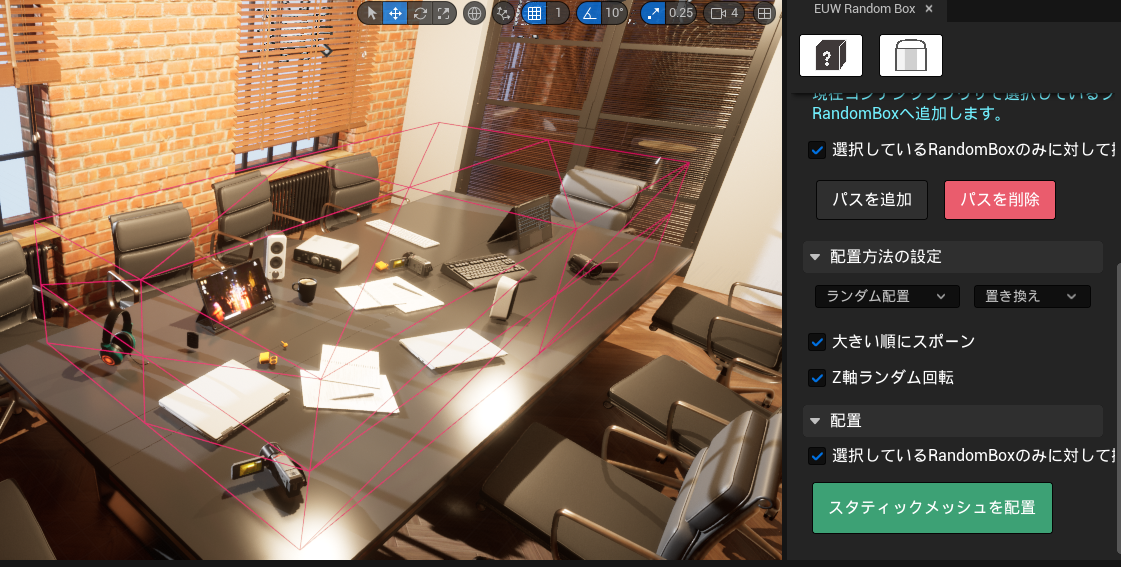 1
10°
0.25
4
EUW Random Box ×
?
RandomBoxへ追加します。
選択しているRandomBoxのみに対して
パスを追加
パスを削除
配置方法の設定
ランダム配置
置き換え
大きい順にスポーン
Z軸ランダム回転
配置
選択しているRandomBoxのみに対して
スタティックメッシュを配置